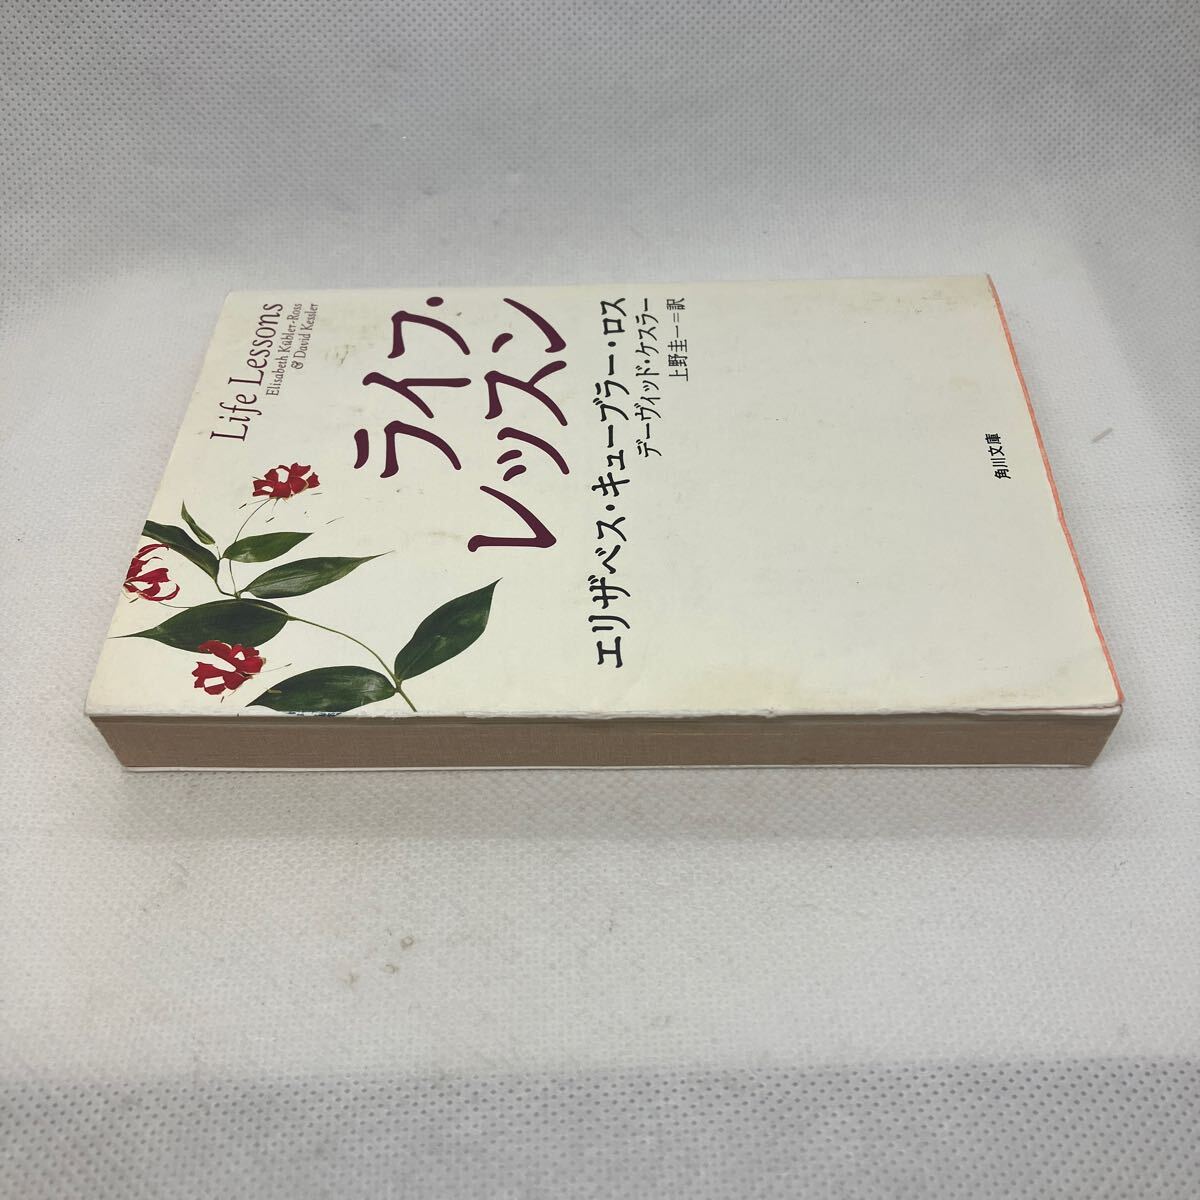 Life Lessons
Elisabeth Kübler-Ross
& David Kessler
ライフ・
レッスン
エリザベス・キューブラー・ロス
デーヴィッド・ケスラー
上野圭一＝訳
角川文庫